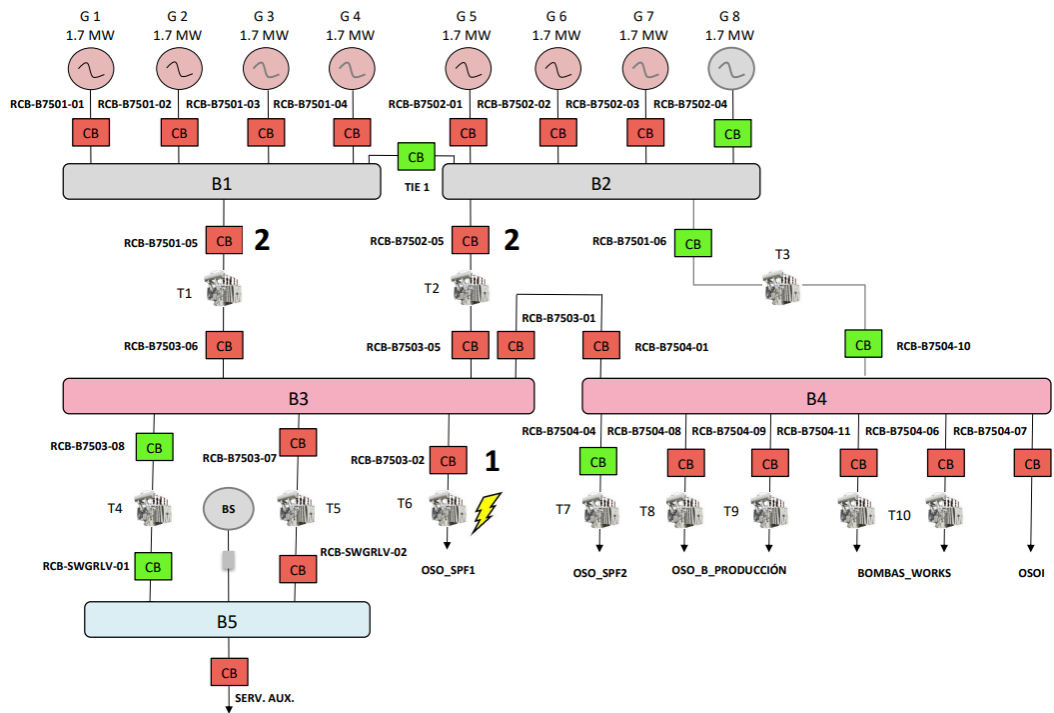 G 1 G 2 G 3 G 4 G 5 G 6 G 7 G 8
1.7 MW 1.7 MW 1.7 MW 1.7 MW 1.7 MW 1.7 MW 1.7 MW 1.7 MW
RCB-B7501-01 RCB-B7501-02 RCB-B7501-03 RCB-B7501-04 RCB-B7502-01 RCB-B7502-02 RCB-B7502-03 RCB-B7502-04
CB CB CB CB CB CB CB CB
CB
TIE 1
B1 B2
RCB-B7501-05 CB 2 RCB-B7502-05 CB 2 RCB-B7501-06 CB
T3
T1 T2
RCB-B7503-01
RCB-B7503-06 CB RCB-B7503-05 CB CB CB RCB-B7504-01 CB RCB-B7504-10
B3 B4
RCB-B7504-04 RCB-B7504-08 RCB-B7504-09 RCB-B7504-11 RCB-B7504-06 RCB-B7504-07
RCB-B7503-08 CB CB
RCB-B7503-07 RCB-B7503-02 CB 1 CB CB CB CB CB CB
T4 BS T5 T6 T7 T8 T9 T10
RCB-SWGRLV-02
RCB-SWGRLV-01 CB CB OSO_SPF1 OSO_SPF2 OSO_B_PRODUCCIÓN BOMBAS_WORKS OSOI
B5
CB
SERV. AUX.